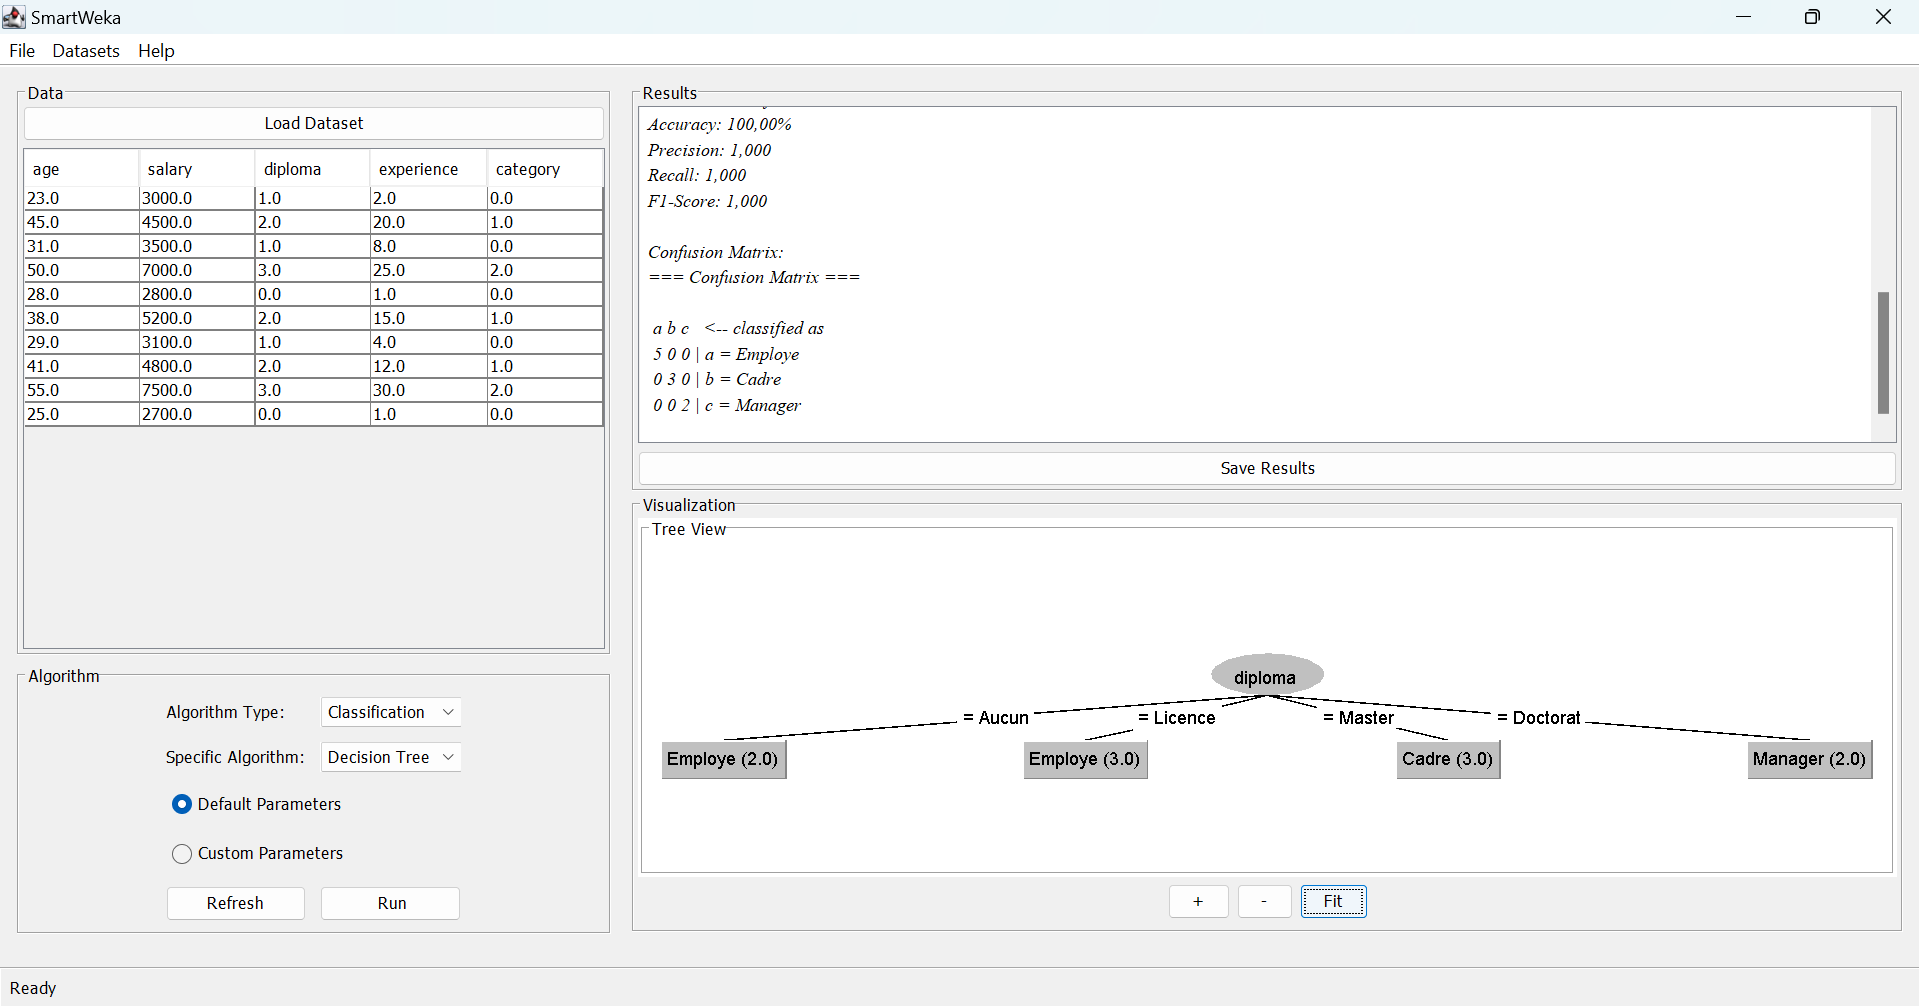 SmartWeka
File Datasets Help
Data
Load Dataset
age salary diploma experience category
23.0 3000.0 1.0 2.0 0.0
45.0 4500.0 2.0 20.0 1.0
31.0 3500.0 1.0 8.0 0.0
50.0 7000.0 3.0 25.0 2.0
28.0 2800.0 0.0 1.0 0.0
38.0 5200.0 2.0 15.0 1.0
29.0 3100.0 1.0 4.0 0.0
41.0 4800.0 2.0 12.0 1.0
55.0 7500.0 3.0 30.0 2.0
25.0 2700.0 0.0 1.0 0.0
Algorithm
Algorithm Type: Classification
Specific Algorithm: Decision Tree
Default Parameters
Custom Parameters
Refresh Run
Results
Accuracy: 100,00%
Precision: 1,000
Recall: 1,000
F1-Score: 1,000
Confusion Matrix:
=== Confusion Matrix ===
a b c <-- classified as
5 0 0 | a = Employe
0 3 0 | b = Cadre
0 0 2 | c = Manager
Save Results
Visualization
Tree View
diploma
= Aucun = Licence = Master = Doctorat
Employe (2.0) Employe (3.0) Cadre (3.0) Manager (2.0)
+ - Fit
Ready